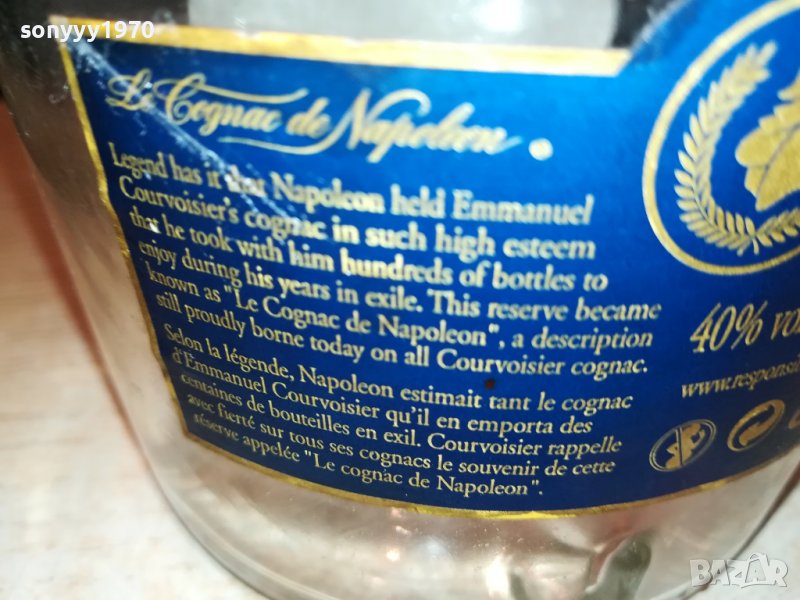 sonyyy1970
Le Cognac de Napoleon
Legend has it that Napoleon held Emmanuel
Courvoisier's cognac in such high esteem
that he took with him hundreds of bottles to
enjoy during his years in exile. This reserve became
known as "Le Cognac de Napoleon", a description
still proudly borne today on all Courvoisier cognac.
Selon la légende, Napoleon estimait tant le cognac
d'Emmanuel Courvoisier qu'il en emporta des
centaines de bouteilles en exil. Courvoisier rappelle
avec fierté sur tous ses cognacs le souvenir de cette
réserve appelée "Le cognac de Napoleon".
40%
BAZAR